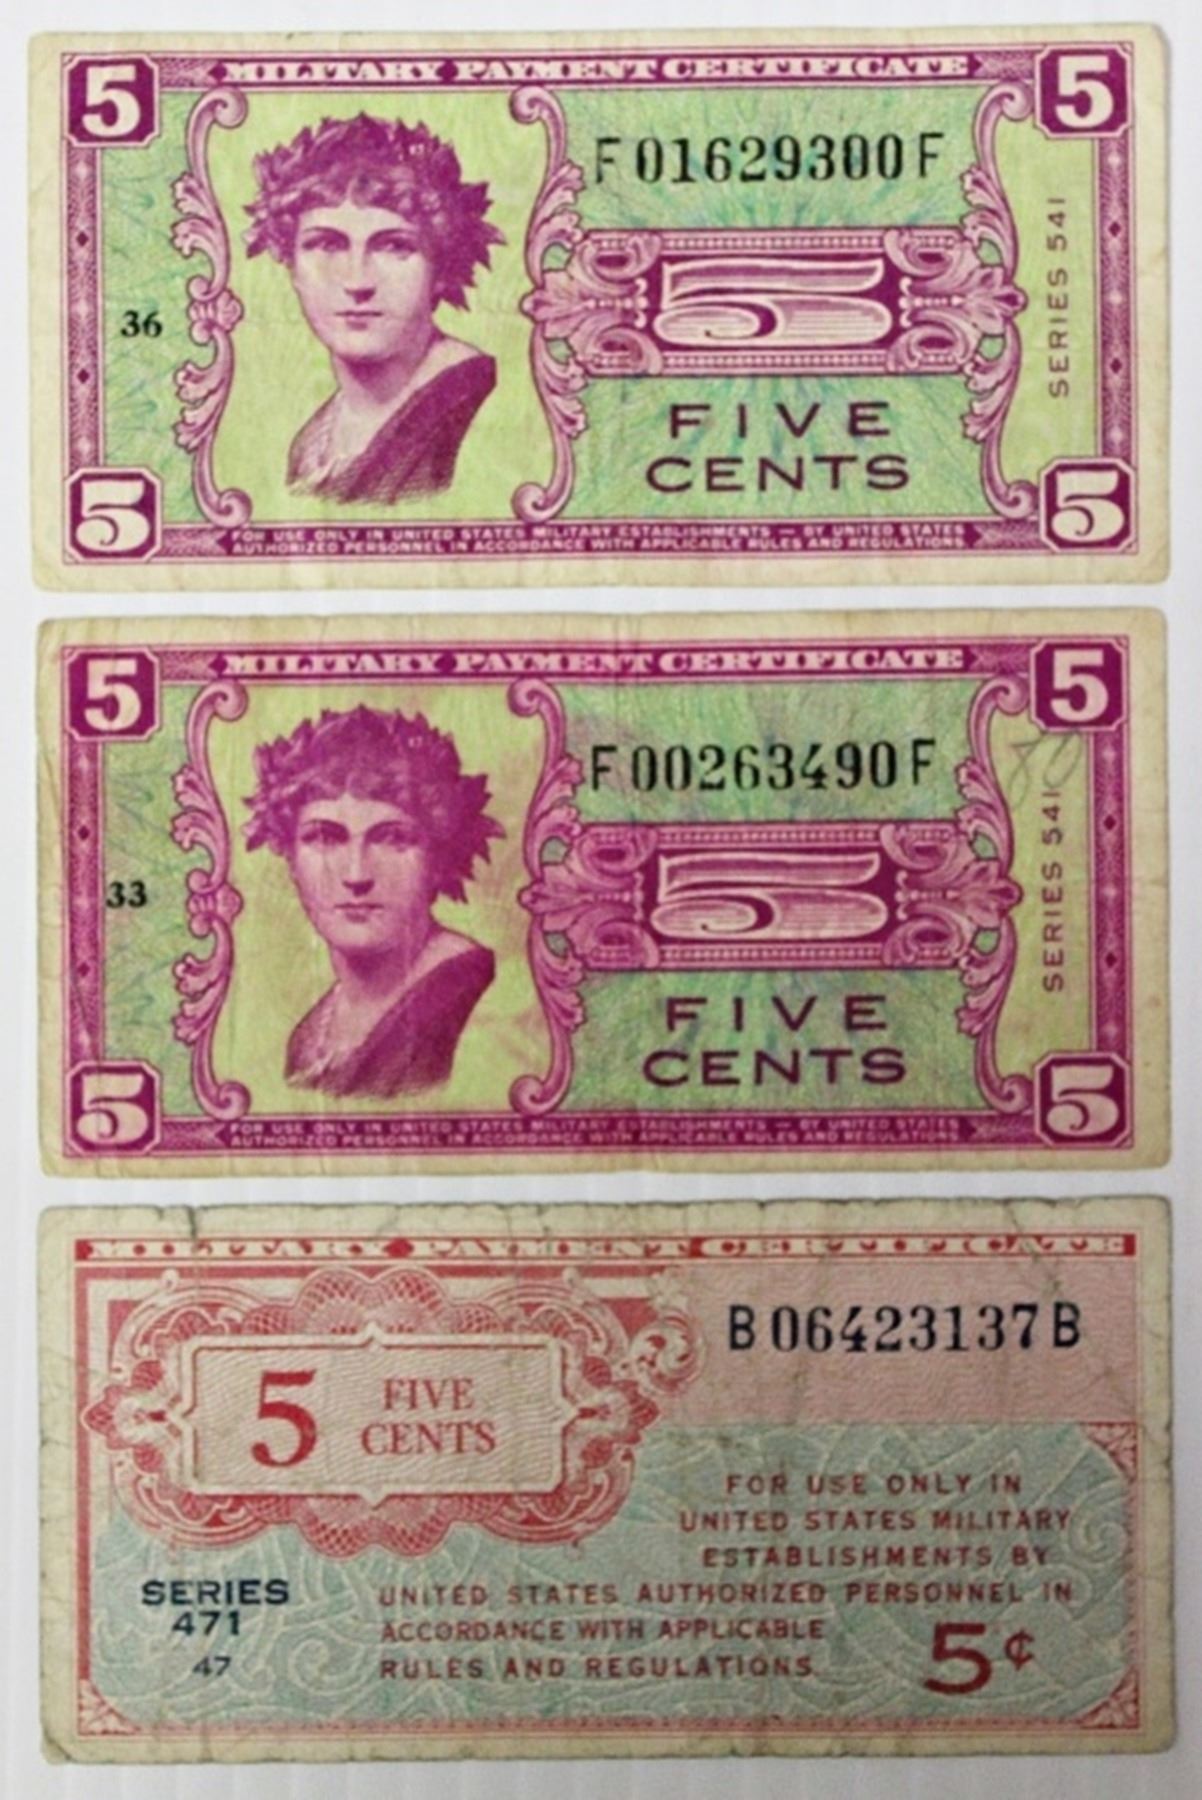 5 MILITARY PAYMENT CERTIFICATE 5
F01629300F
SERIES 541
36
5
FIVE
CENTS
5 5
FOR USE ONLY IN UNITED STATES MILITARY ESTABLISHMENTS — BY UNITED STATES
AUTHORIZED PERSONNEL IN ACCORDANCE WITH APPLICABLE RULES AND REGULATIONS
5 MILITARY PAYMENT CERTIFICATE 5
F00263490F
80
SERIES 541
33
5
FIVE
CENTS
5 5
FOR USE ONLY IN UNITED STATES MILITARY ESTABLISHMENTS — BY UNITED STATES
AUTHORIZED PERSONNEL IN ACCORDANCE WITH APPLICABLE RULES AND REGULATIONS
MILITARY PAYMENT CERTIFICATE
B06423137B
5 FIVE
CENTS
FOR USE ONLY IN
UNITED STATES MILITARY
ESTABLISHMENTS BY
UNITED STATES AUTHORIZED PERSONNEL IN
ACCORDANCE WITH APPLICABLE
RULES AND REGULATIONS.
SERIES
471
47
5¢